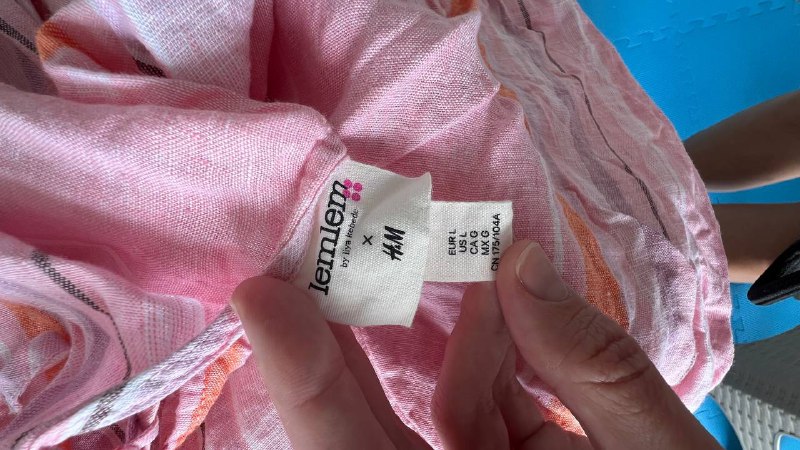 lemlem
by liya kebede
×
H&M
EUR L
US L
CA G
MX G
CN 175/104A